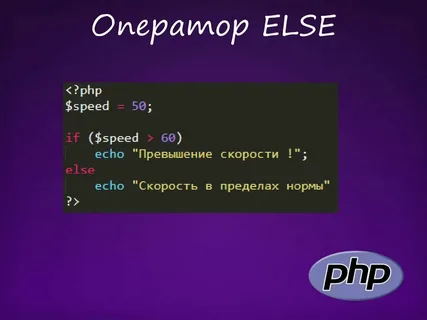 Оператор ELSE
<?php
$speed = 50;
if ($speed > 60)
echo "Превышение скорости !";
else
echo "Скорость в пределах нормы"
?>
php